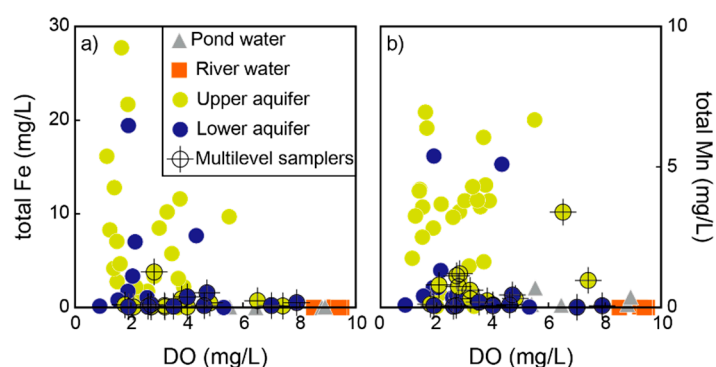 30
20
10
0
total Fe (mg/L)
a)
Pond water
River water
Upper aquifer
Lower aquifer
Multilevel samplers
0 2 4 6 8 10
DO (mg/L)
b)
10
5
0
total Mn (mg/L)
0 2 4 6 8 10
DO (mg/L)